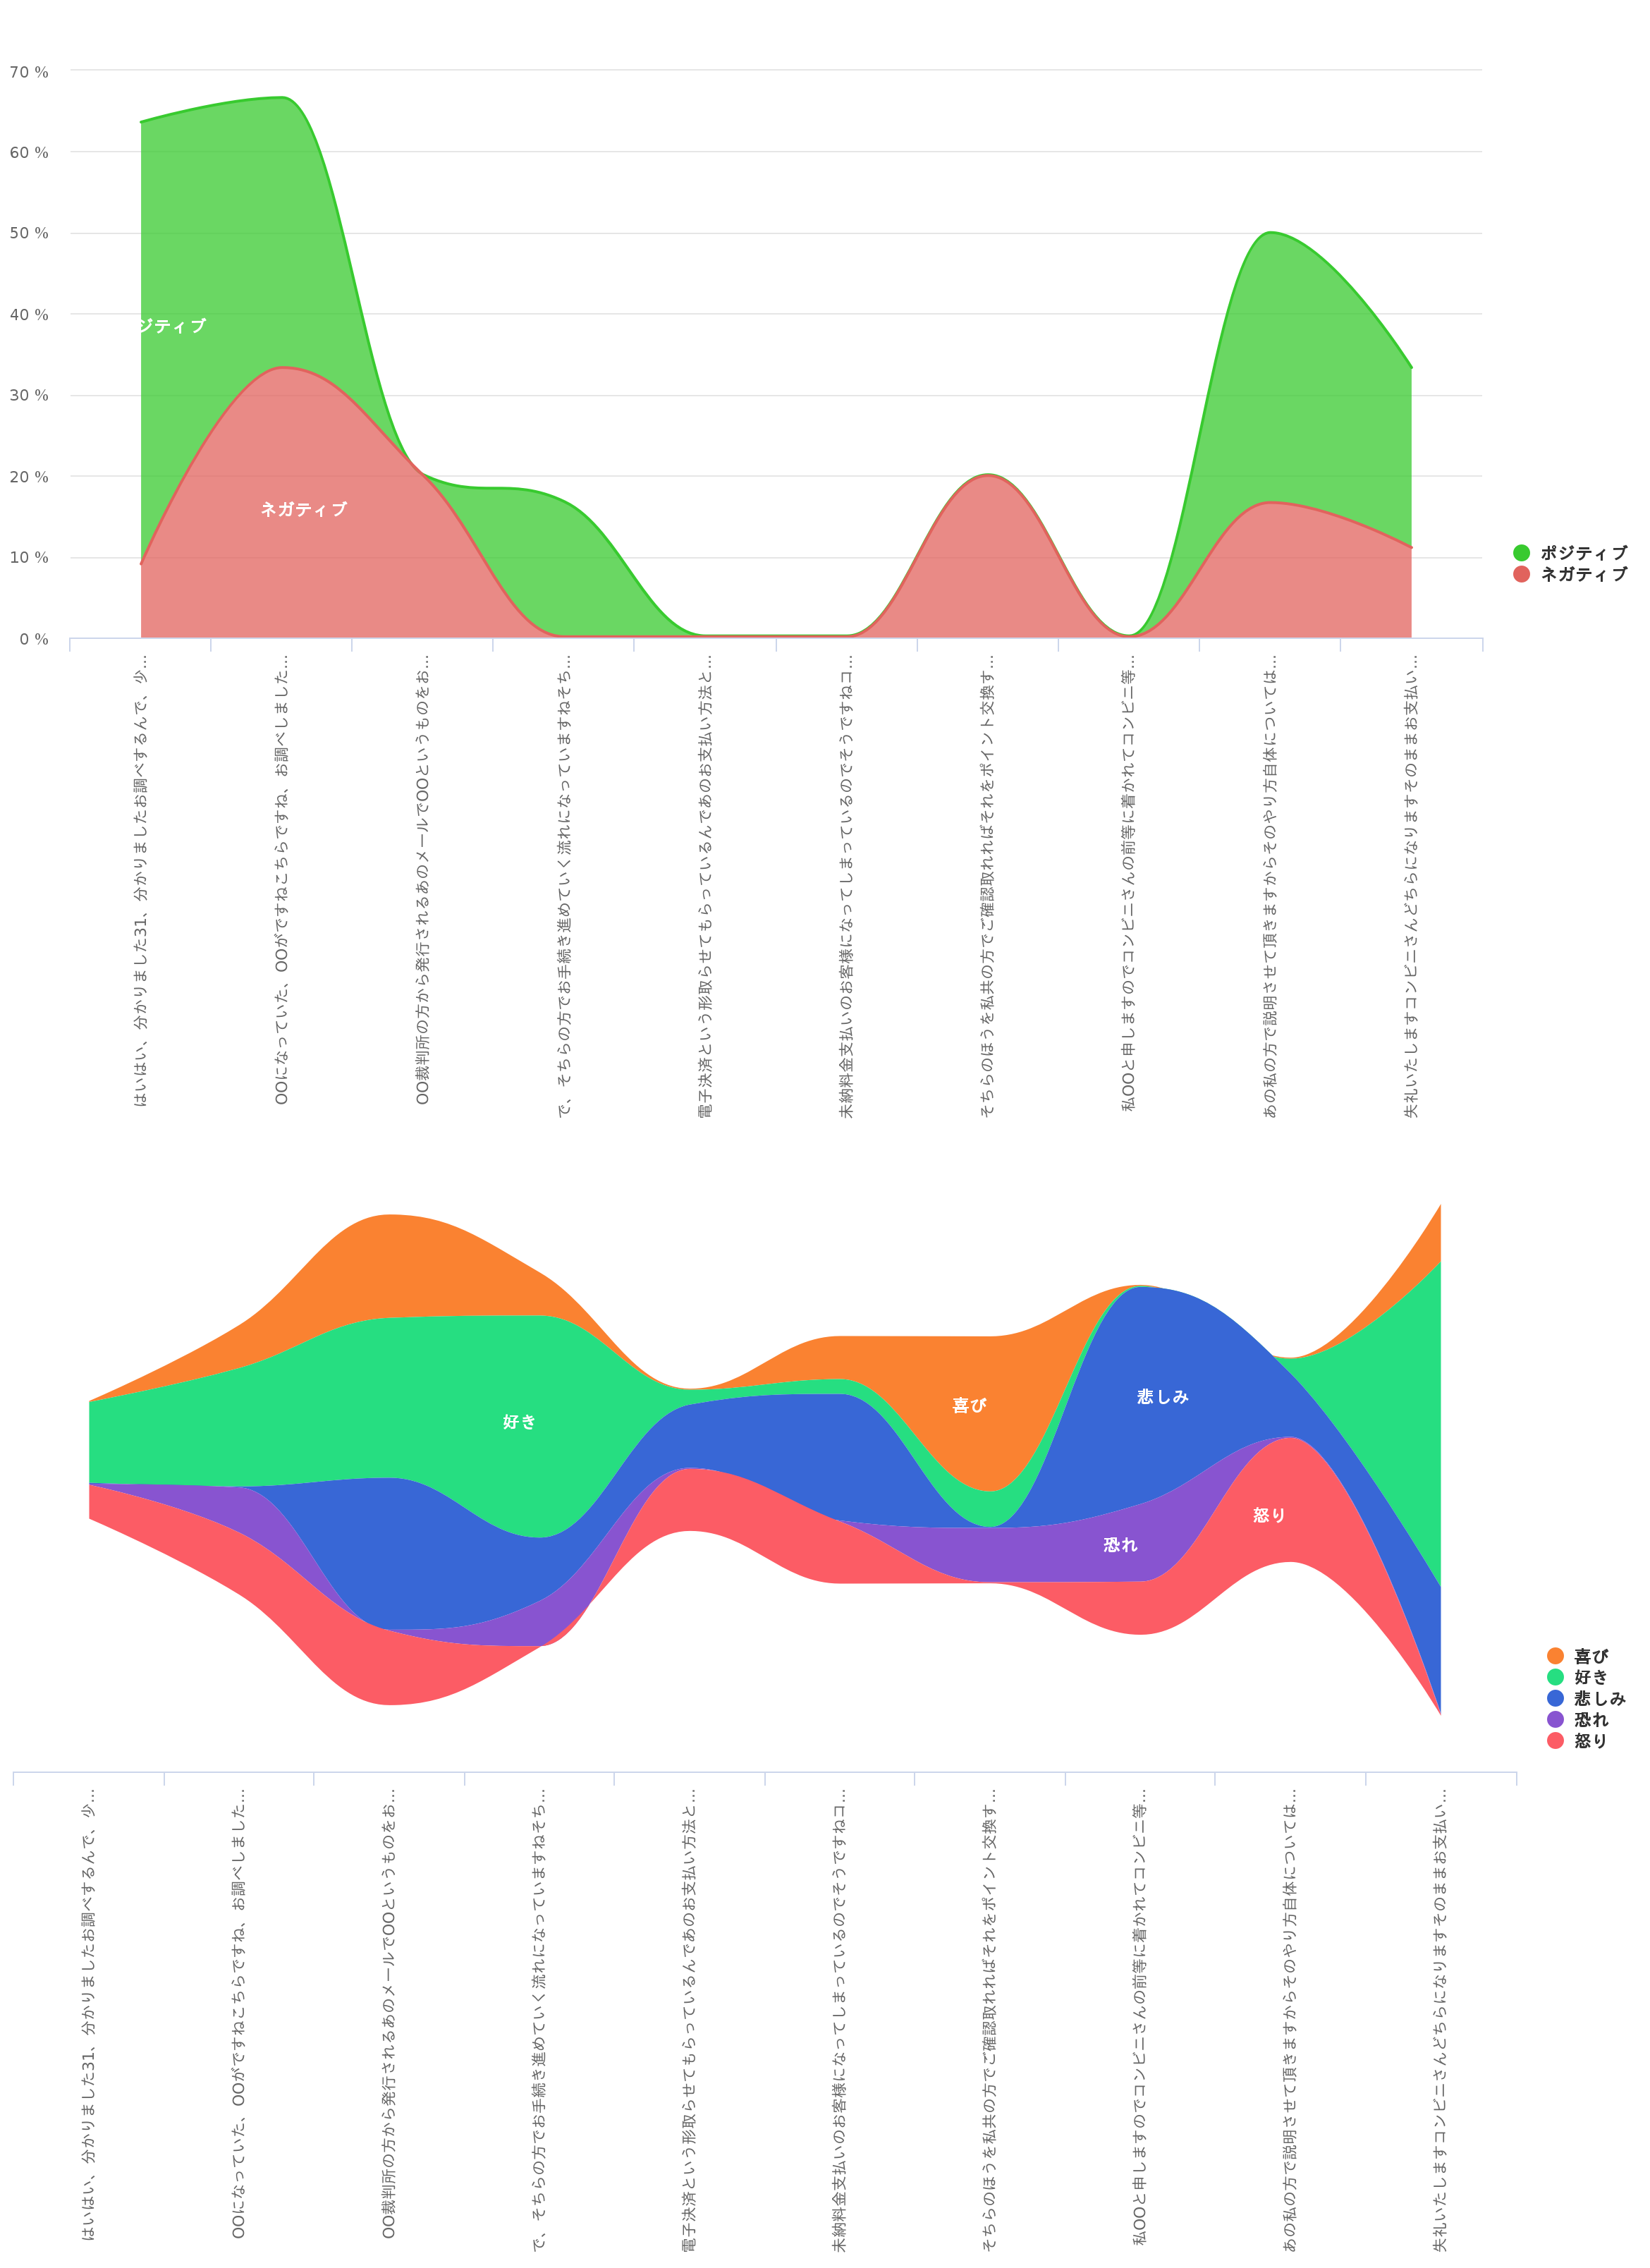 70 %
60 %
50 %
40 %
30 %
20 %
10 %
0 %
ジティブ
ネガティブ
ポジティブ
ネガティブ
はいはい、分かりました31、分かりましたお調べするんで、少…
OOになっていた、OOがですねこちらですね、お調べしました…
OO裁判所の方から発行されるあのメールでOOというものをお…
で、そちらの方でお手続き進めていく流れになっていますねそち…
電子決済という形取らせてもらっているんであのお支払い方法と…
未納料金支払いのお客様になってしまっているのでそうですねコ…
そちらのほうを私共の方でご確認取れればそれをポイント交換す…
私OOと申しますのでコンビニさんの前等に着かれてコンビニ等…
あの私の方で説明させて頂きますからそのやり方自体については…
失礼いたしますコンビニさんどちらになりますそのままお支払い…
喜び
好き
悲しみ
恐れ
怒り
喜び
好き
悲しみ
恐れ
怒り
はいはい、分かりました31、分かりましたお調べするんで、少…
OOになっていた、OOがですねこちらですね、お調べしました…
OO裁判所の方から発行されるあのメールでOOというものをお…
で、そちらの方でお手続き進めていく流れになっていますねそち…
電子決済という形取らせてもらっているんであのお支払い方法と…
未納料金支払いのお客様になってしまっているのでそうですねコ…
そちらのほうを私共の方でご確認取れればそれをポイント交換す…
私OOと申しますのでコンビニさんの前等に着かれてコンビニ等…
あの私の方で説明させて頂きますからそのやり方自体については…
失礼いたしますコンビニさんどちらになりますそのままお支払い…